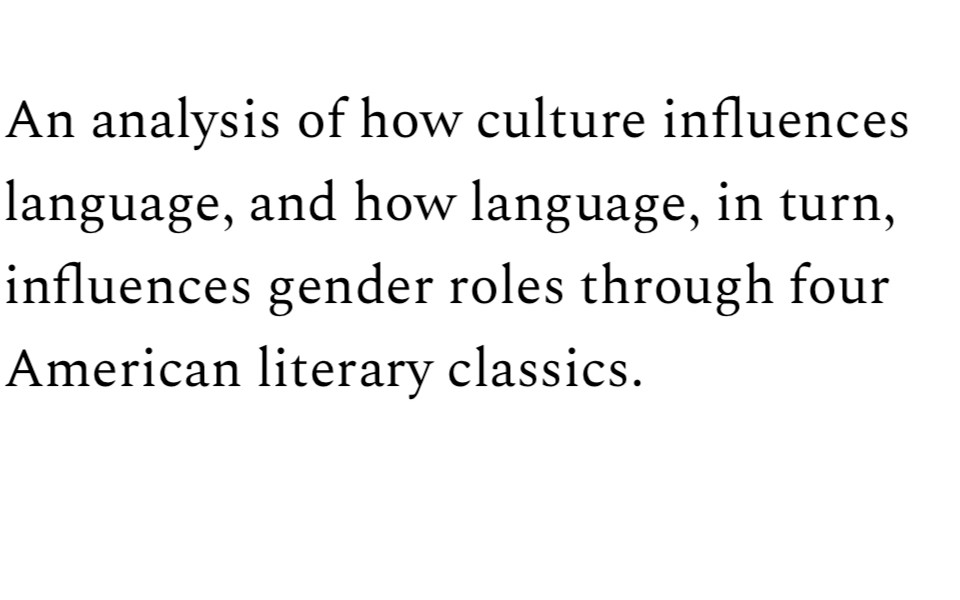 An analysis of how culture influences
language, and how language, in turn,
influences gender roles through four
American literary classics.